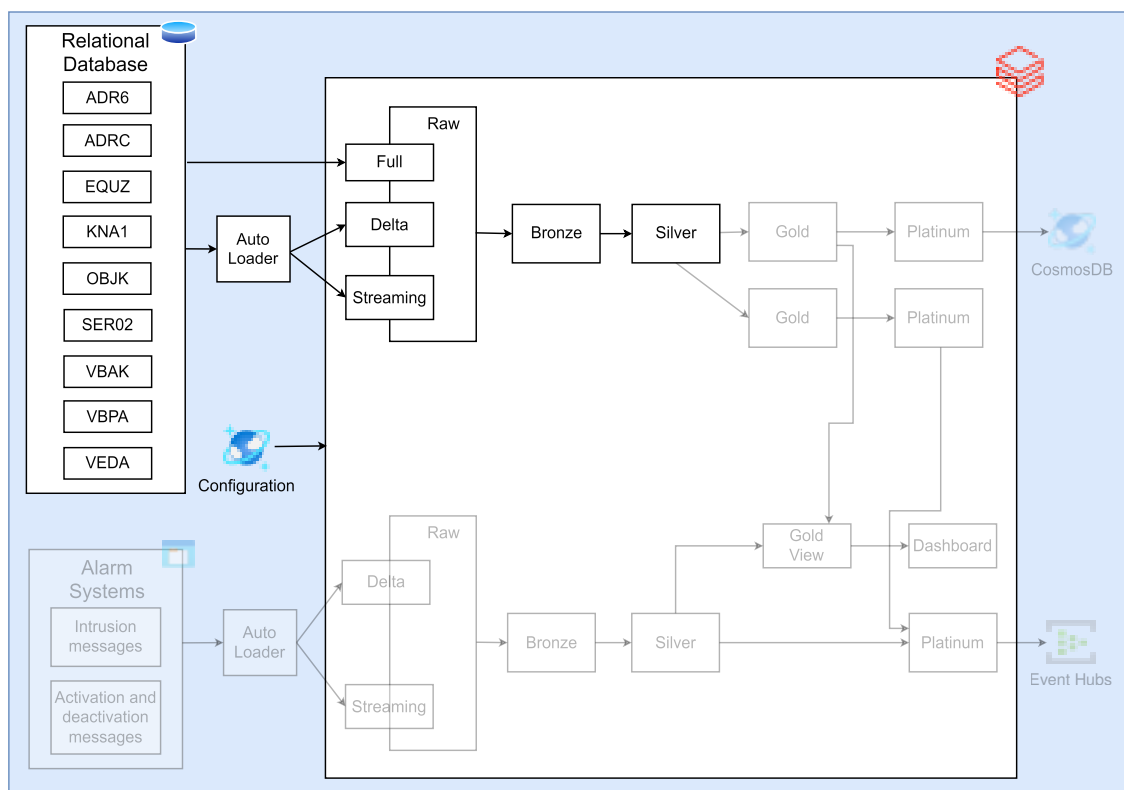 Relational
Database
ADR6
ADRC
EQUZ
KNA1
OBJK
SER02
VBAK
VBPA
VEDA
Auto
Loader
Configuration
Raw
Full
Delta
Streaming
Bronze
Silver
Gold
Platinum
CosmosDB
Gold
Platinum
Alarm
Systems
Intrusion
messages
Activation and
deactivation
messages
Auto
Loader
Raw
Delta
Streaming
Bronze
Silver
Gold
View
Dashboard
Platinum
Event Hubs